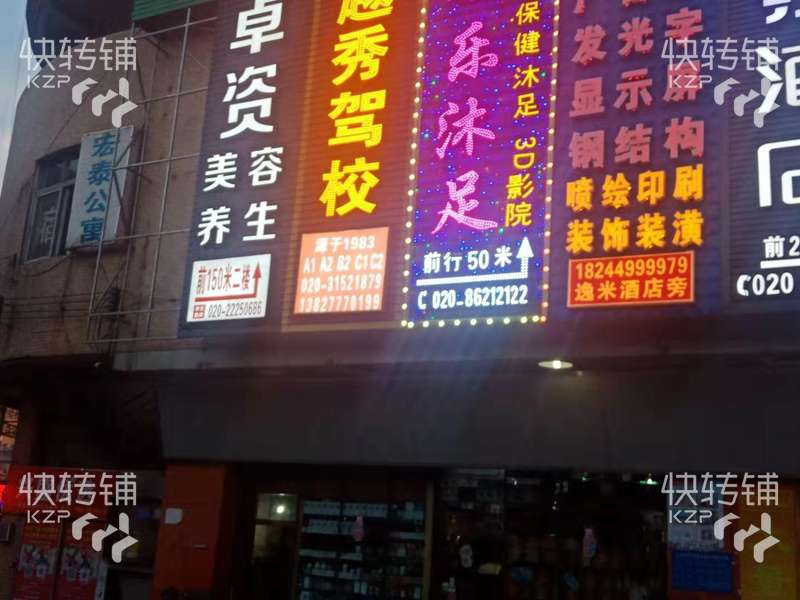 宏泰公寓
卓资
美容
养生
前150米二楼
020-22250686
越秀驾校
源于1983
A1 A2 B2 C1 C2
020-31521879
13827770199
乐沐足
保健沐足 3D影院
前行50米
020-86212122
发光字
显示屏
钢结构
喷绘印刷
装饰装潢
18244999979
逸米酒店旁
酒
前2
020
快转铺
KZP
快转铺
KZP
快转铺
KZP
快转铺
KZP